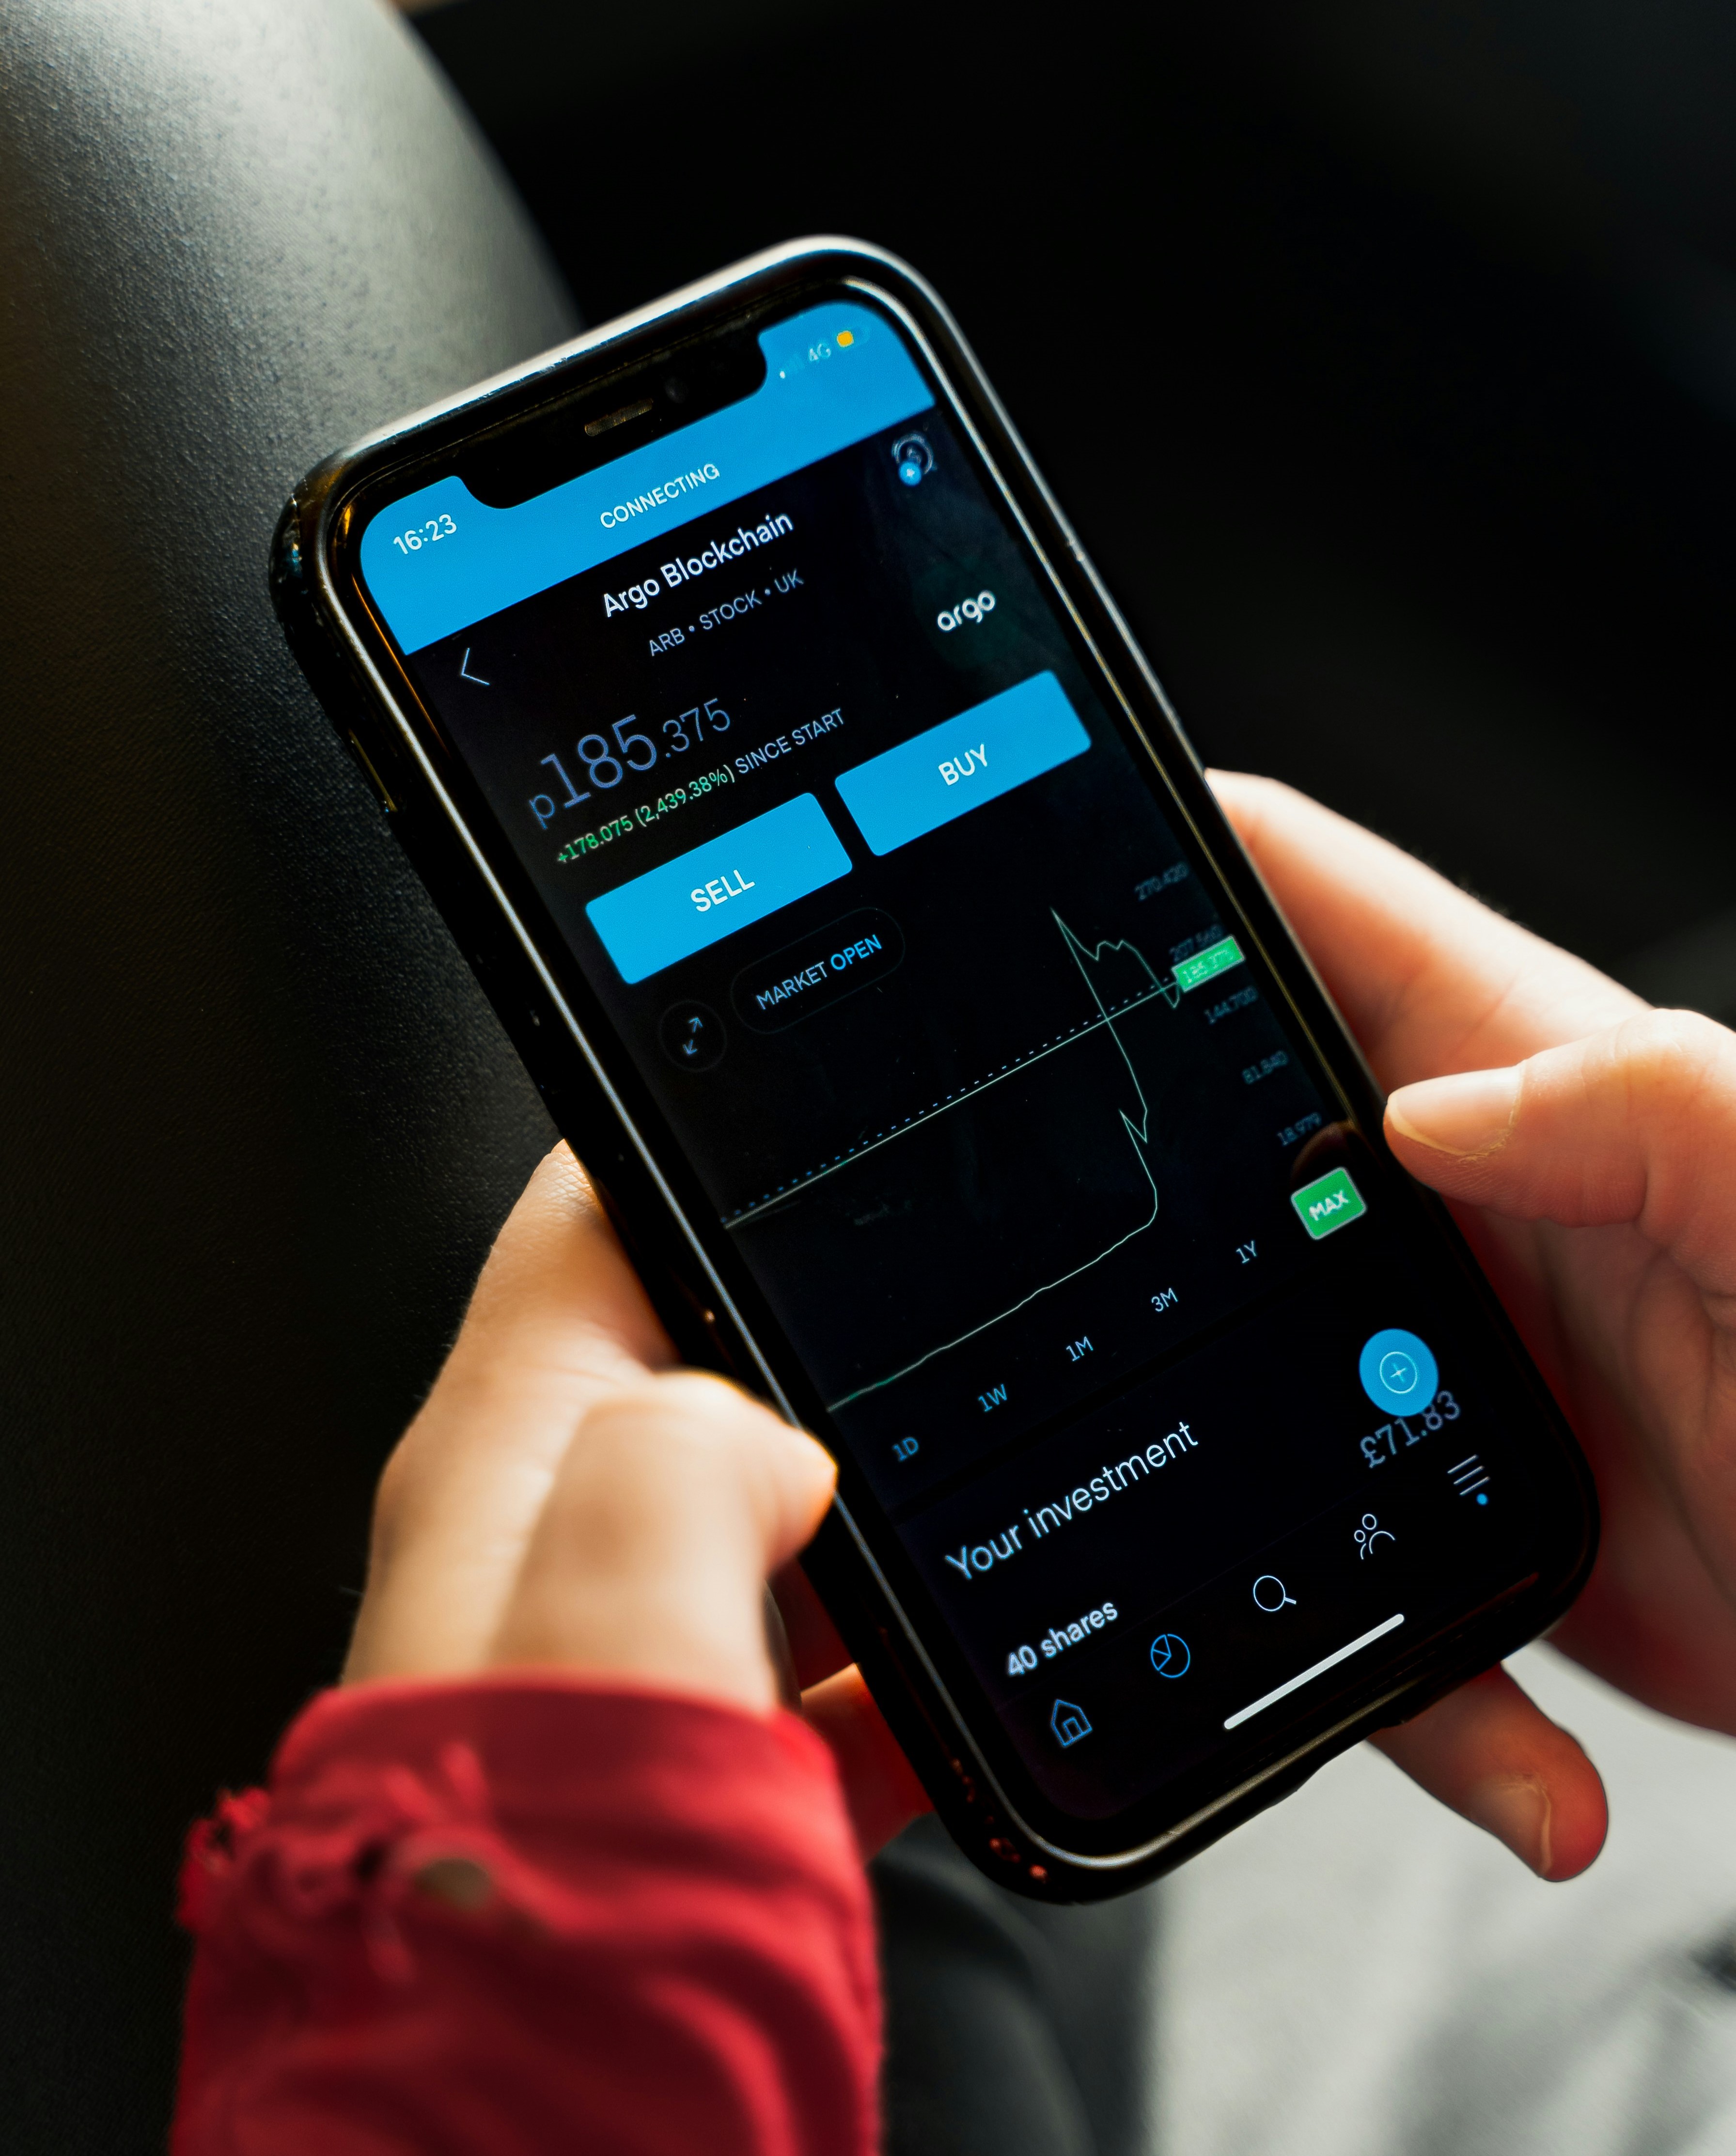 16:23
4G
CONNECTING
Argo Blockchain
ARB • STOCK • UK
argo
p185.375
+178.075 (2,439.38%) SINCE START
SELL
BUY
MARKET OPEN
270.420
185.375
144.700
81.840
18.979
1D 1W 1M 3M 1Y MAX
Your investment
£71.83
40 shares